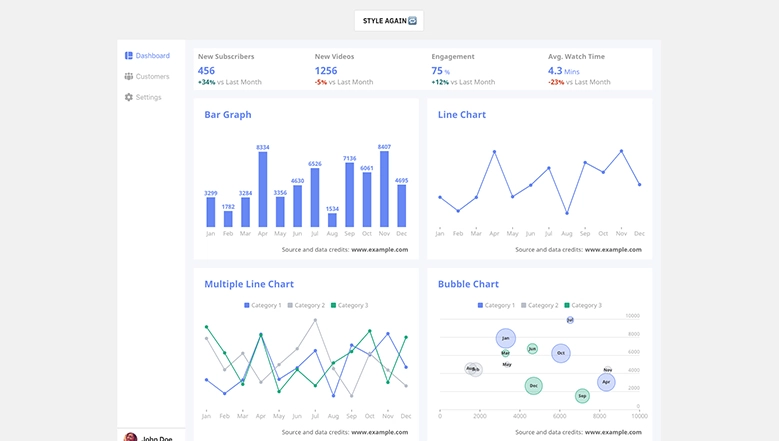 STYLE AGAIN
Dashboard
Customers
Settings
New Subscribers
456
+34% vs Last Month
New Videos
1256
-5% vs Last Month
Engagement
75 %
+12% vs Last Month
Avg. Watch Time
4.3 Mins
-23% vs Last Month
Bar Graph
3299 1782 3284 8334 3356 4630 6526 1534 7136 6061 8407 4695
Jan Feb Mar Apr May Jun Jul Aug Sep Oct Nov Dec
Source and data credits: www.example.com
Line Chart
Jan Feb Mar Apr May Jun Jul Aug Sep Oct Nov Dec
Source and data credits: www.example.com
Multiple Line Chart
Category 1 Category 2 Category 3
Jan Feb Mar Apr May Jun Jul Aug Sep Oct Nov Dec
Source and data credits: www.example.com
Bubble Chart
Category 1 Category 2 Category 3
10000
8000
6000
4000
2000
0
Jan
Mar
May
Jun
Oct
Nov
Apr
Dec
Sep
0 2000 4000 6000 8000 10000
Source and data credits: www.example.com
John Doe